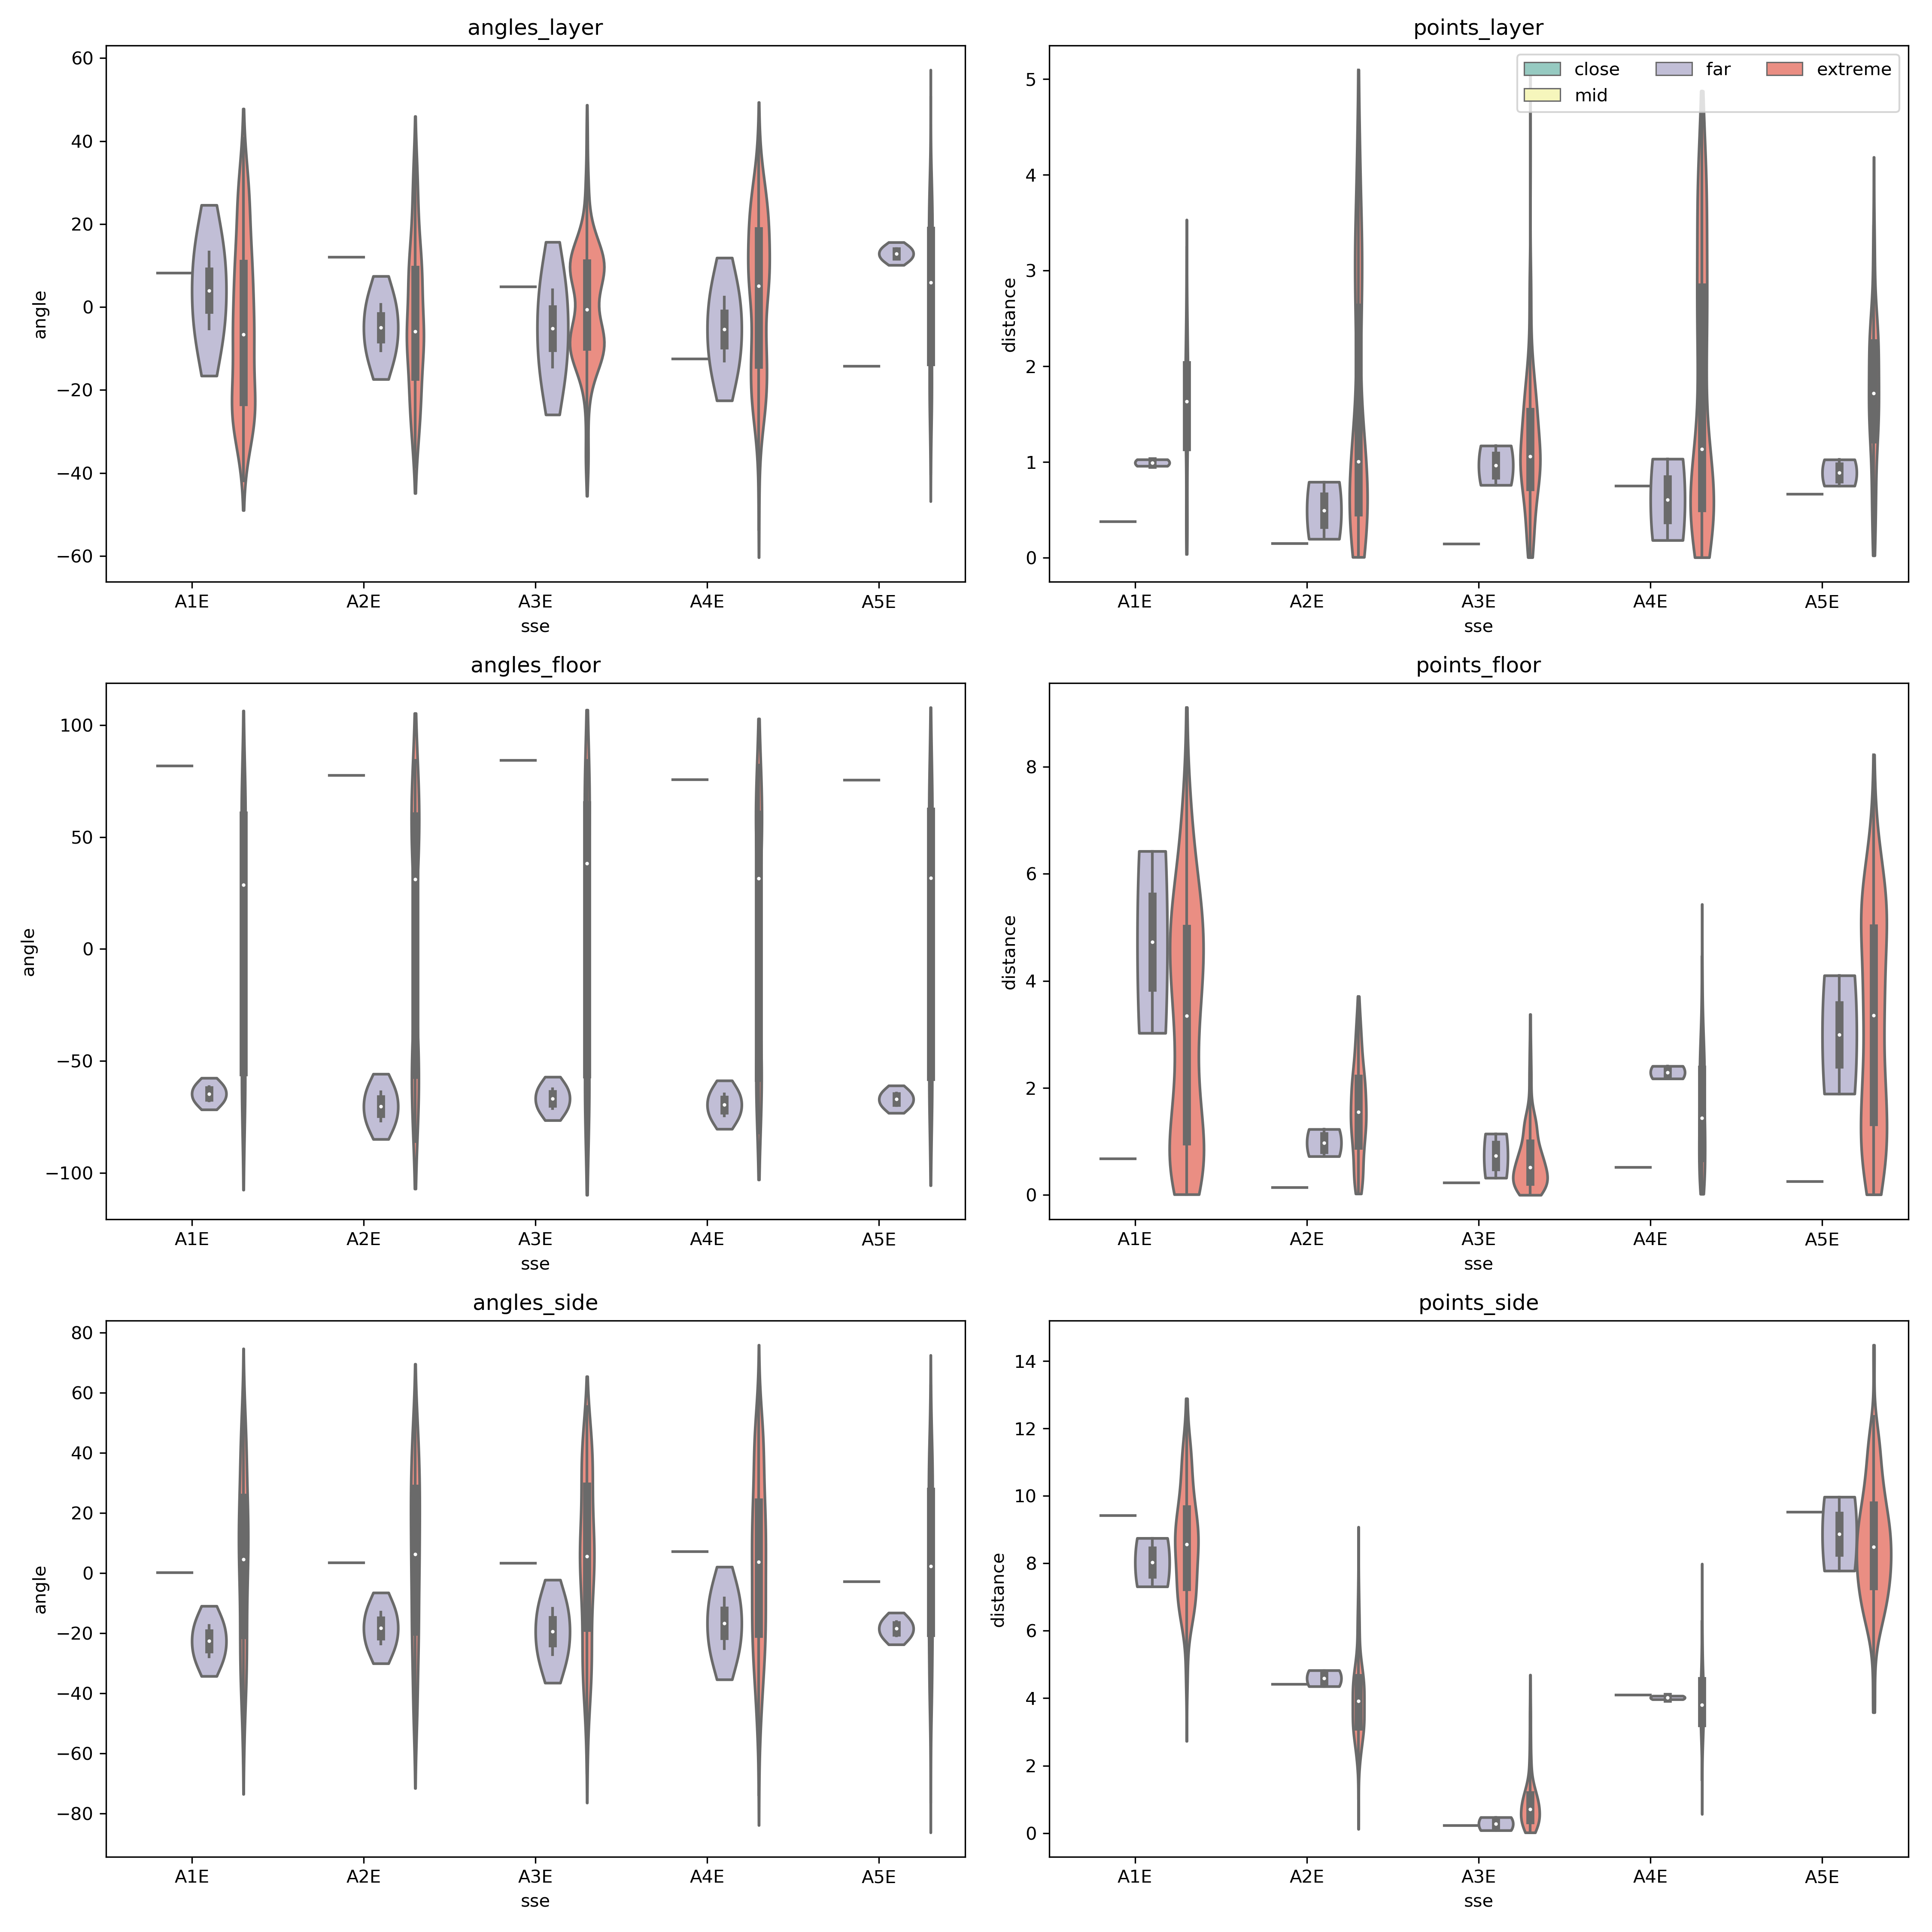 angles_layer
60
40
20
0
−20
−40
−60
angle
A1E A2E A3E A4E A5E
sse
points_layer
close far extreme
mid
5
4
3
2
1
0
distance
A1E A2E A3E A4E A5E
sse
angles_floor
100
50
0
−50
−100
angle
A1E A2E A3E A4E A5E
sse
points_floor
8
6
4
2
0
distance
A1E A2E A3E A4E A5E
sse
angles_side
80
60
40
20
0
−20
−40
−60
−80
angle
A1E A2E A3E A4E A5E
sse
points_side
14
12
10
8
6
4
2
0
distance
A1E A2E A3E A4E A5E
sse